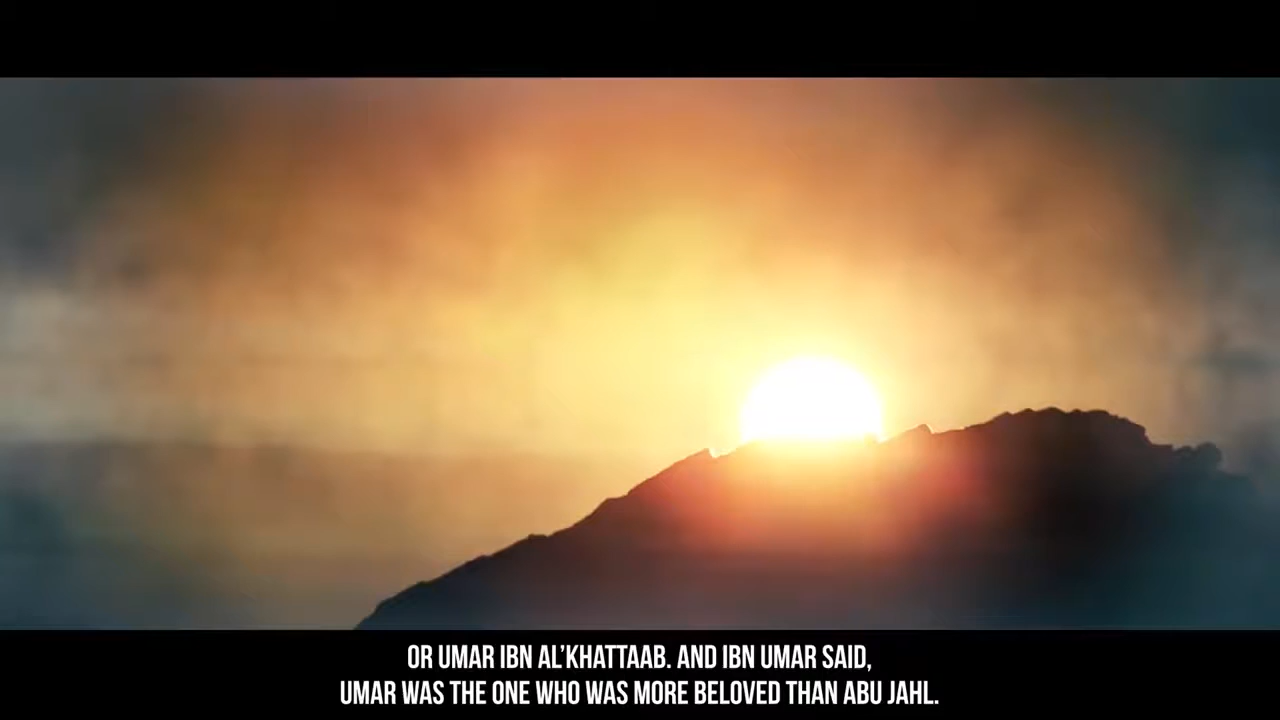 OR UMAR IBN AL'KHATTAAB. AND IBN UMAR SAID,
UMAR WAS THE ONE WHO WAS MORE BELOVED THAN ABU JAHL.